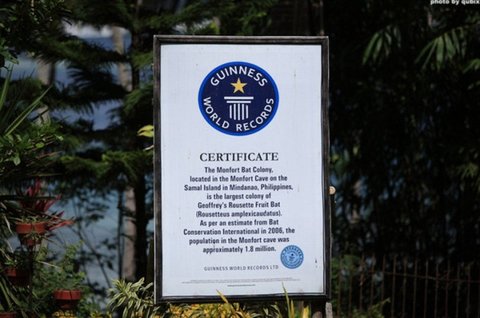 photo by qubix
GUINNESS
WORLD RECORDS
CERTIFICATE
The Monfort Bat Colony,
located in the Monfort Cave on the
Samal Island in Mindanao, Philippines,
is the largest colony of
Geoffrey's Rousette Fruit Bat
(Rousetteus amplexicaudatus).
As per an estimate from Bat
Conservation International in 2006, the
population in the Monfort cave was
approximately 1.8 million.
GUINNESS WORLD RECORDS LTD